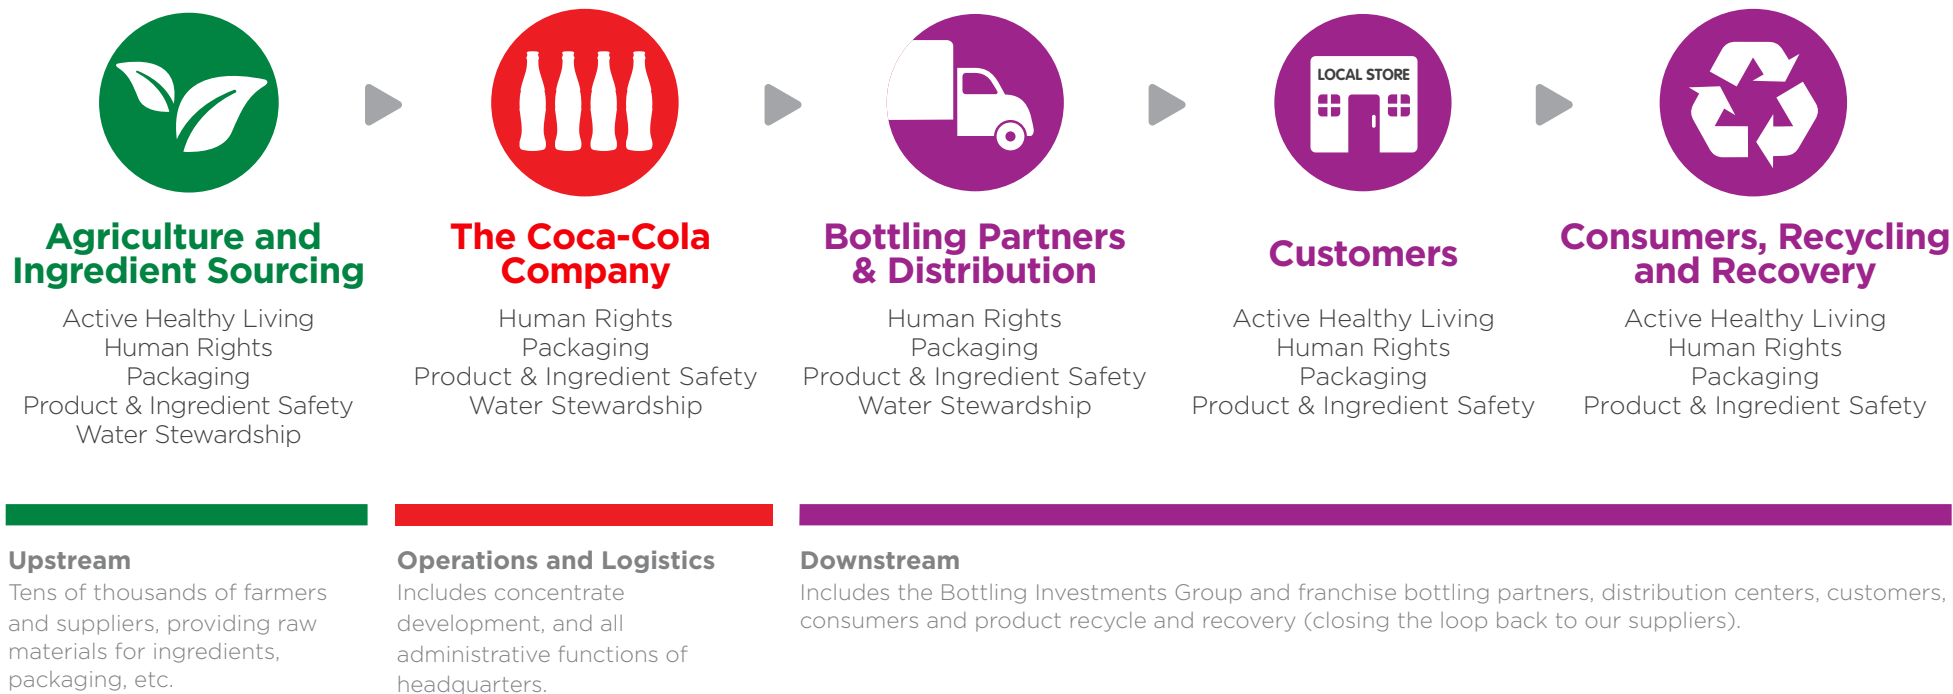 LOCAL STORE
Agriculture and
Ingredient Sourcing
Active Healthy Living
Human Rights
Packaging
Product & Ingredient Safety
Water Stewardship
The Coca-Cola
Company
Human Rights
Packaging
Product & Ingredient Safety
Water Stewardship
Bottling Partners
& Distribution
Human Rights
Packaging
Product & Ingredient Safety
Water Stewardship
Customers
Active Healthy Living
Human Rights
Packaging
Product & Ingredient Safety
Consumers, Recycling
and Recovery
Active Healthy Living
Human Rights
Packaging
Product & Ingredient Safety
Upstream
Tens of thousands of farmers
and suppliers, providing raw
materials for ingredients,
packaging, etc.
Operations and Logistics
Includes concentrate
development, and all
administrative functions of
headquarters.
Downstream
Includes the Bottling Investments Group and franchise bottling partners, distribution centers, customers,
consumers and product recycle and recovery (closing the loop back to our suppliers).